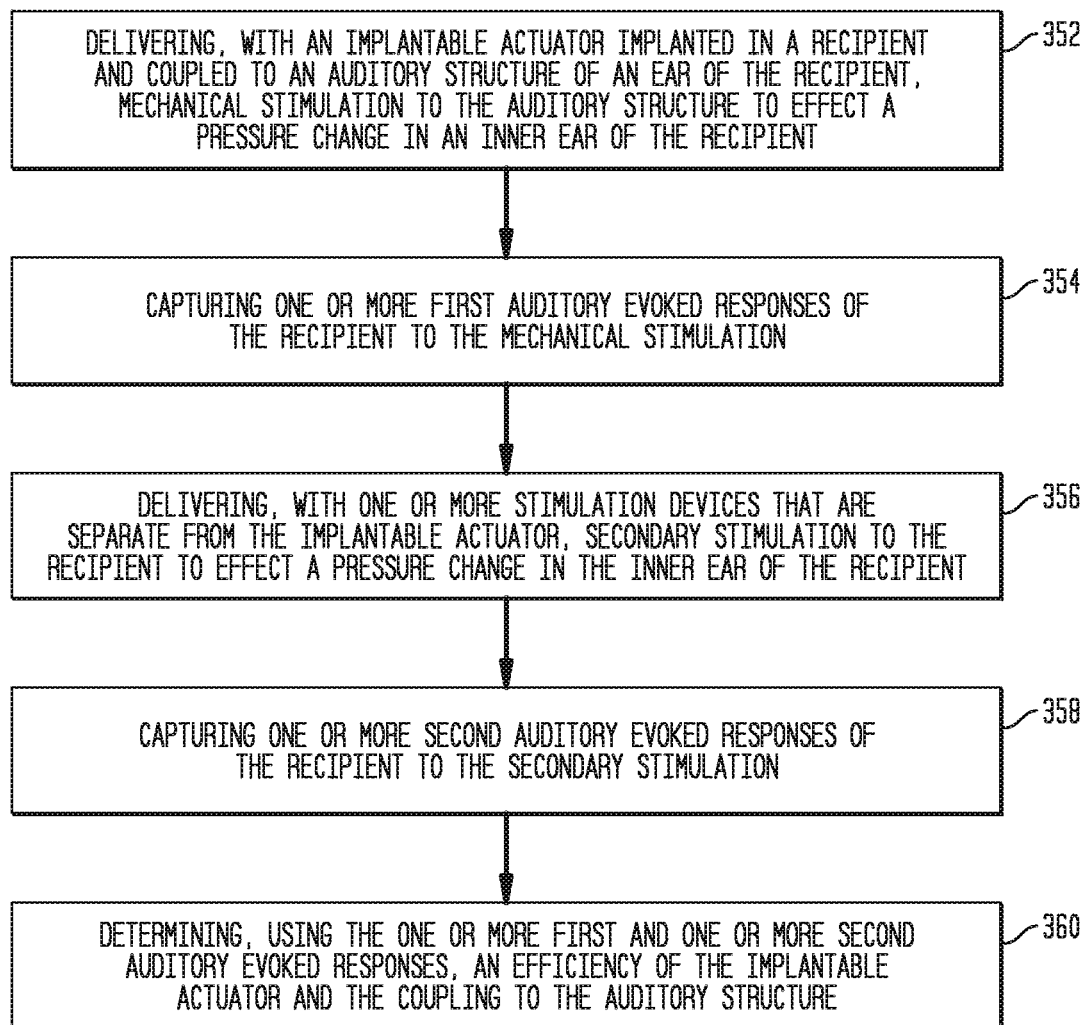 DELIVERING, WITH AN IMPLANTABLE ACTUATOR IMPLANTED IN A RECIPIENT
AND COUPLED TO AN AUDITORY STRUCTURE OF AN EAR OF THE RECIPIENT,
MECHANICAL STIMULATION TO THE AUDITORY STRUCTURE TO EFFECT A
PRESSURE CHANGE IN AN INNER EAR OF THE RECIPIENT
352
CAPTURING ONE OR MORE FIRST AUDITORY EVOKED RESPONSES OF
THE RECIPIENT TO THE MECHANICAL STIMULATION
354
DELIVERING, WITH ONE OR MORE STIMULATION DEVICES THAT ARE
SEPARATE FROM THE IMPLANTABLE ACTUATOR, SECONDARY STIMULATION TO THE
RECIPIENT TO EFFECT A PRESSURE CHANGE IN THE INNER EAR OF THE RECIPIENT
356
CAPTURING ONE OR MORE SECOND AUDITORY EVOKED RESPONSES OF
THE RECIPIENT TO THE SECONDARY STIMULATION
358
DETERMINING, USING THE ONE OR MORE FIRST AND ONE OR MORE SECOND
AUDITORY EVOKED RESPONSES, AN EFFICIENCY OF THE IMPLANTABLE
ACTUATOR AND THE COUPLING TO THE AUDITORY STRUCTURE
360